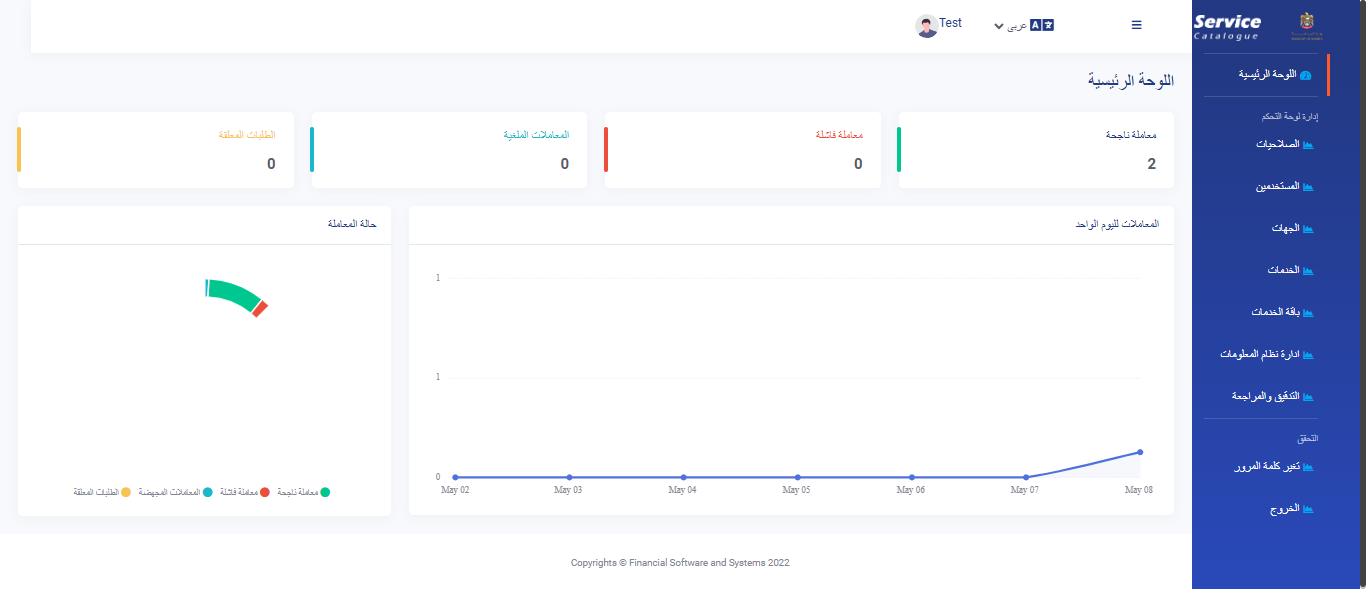 Service
Catalogue
اللوحة الرئيسية
إدارة لوحة التحكم
الصلاحيات
المستخدمين
الجهات
الخدمات
باقة الخدمات
ادارة نظام المعلومات
التدقيق والمراجعة
التحقق
تغير كلمة المرور
الخروج
عربى
Test
اللوحة الرئيسية
معاملة ناجحة
2
معاملة فاشلة
0
المعاملات الملغية
0
الطلبات المعلقة
0
المعاملات لليوم الواحد
1
1
0
May 02 May 03 May 04 May 05 May 06 May 07 May 08
حالة المعاملة
معاملة ناجحة معاملة فاشلة المعاملات المجهضة الطلبات المعلقة
Copyrights © Financial Software and Systems 2022